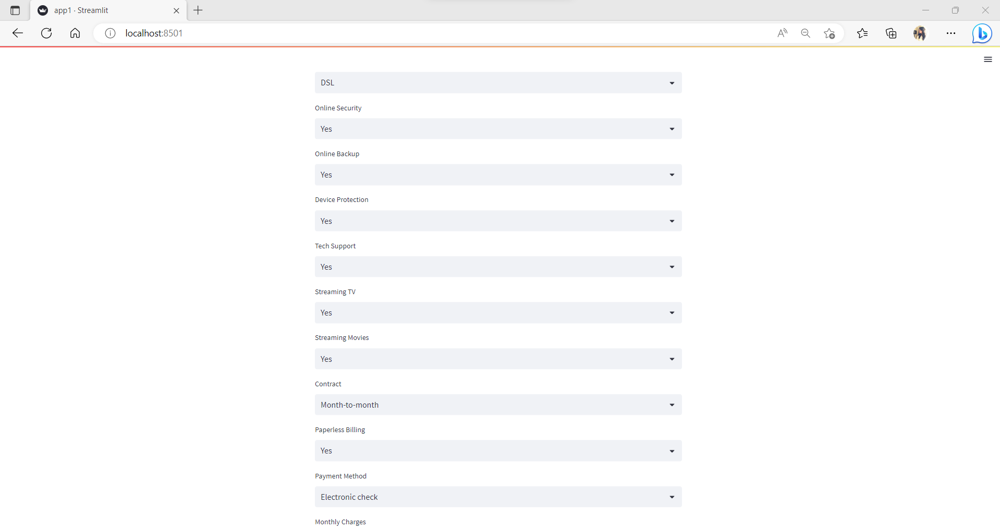 app1 · Streamlit
localhost:8501
DSL
Online Security
Yes
Online Backup
Yes
Device Protection
Yes
Tech Support
Yes
Streaming TV
Yes
Streaming Movies
Yes
Contract
Month-to-month
Paperless Billing
Yes
Payment Method
Electronic check
Monthly Charges